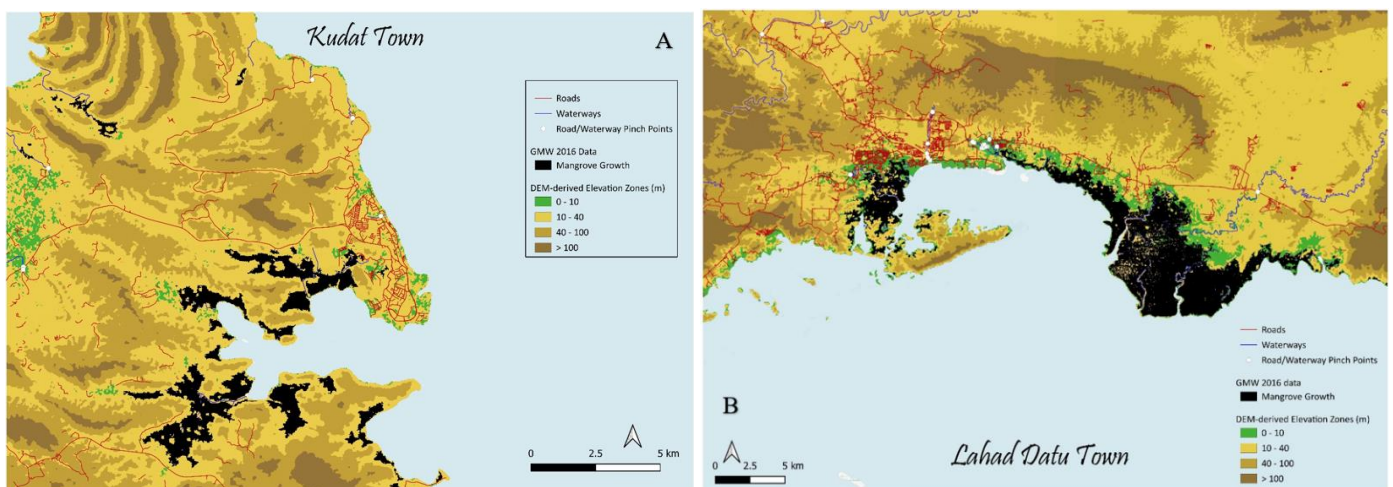 Kudat Town
A
Roads
Waterways
Road/Waterway Pinch Points
GMW 2016 Data
Mangrove Growth
DEM-derived Elevation Zones (m)
0 - 10
10 - 40
40 - 100
> 100
0 2.5 5 km
Roads
Waterways
Road/Waterway Pinch Points
GMW 2016 data
Mangrove Growth
DEM-derived Elevation Zones (m)
0 - 10
10 - 40
40 - 100
> 100
B
Lahad Datu Town
0 2.5 5 km